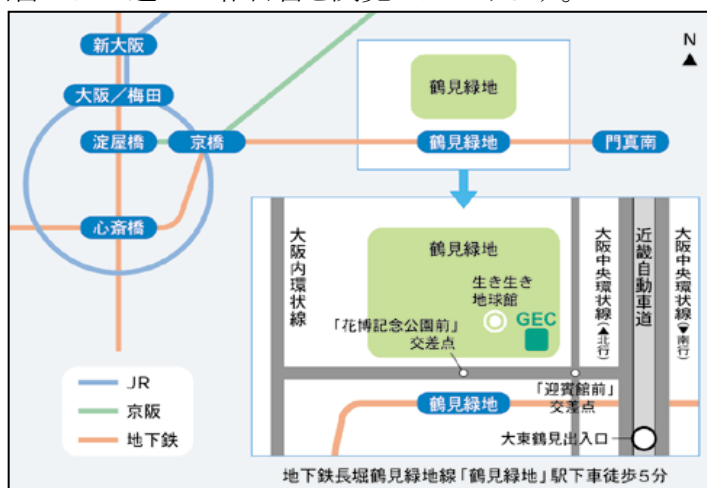 新大阪
大阪／梅田
淀屋橋
京橋
心斎橋
鶴見緑地
鶴見緑地
門真南
N
大阪内環状線
鶴見緑地
生き生き
地球館
GEC
「花博記念公園前」
交差点
大阪中央環状線(▲北行)
近畿自動車道
大阪中央環状線(▼南行)
「迎賓館前」
交差点
鶴見緑地
大東鶴見出入口
JR
京阪
地下鉄
地下鉄長堀鶴見緑地線「鶴見緑地」駅下車徒歩5分